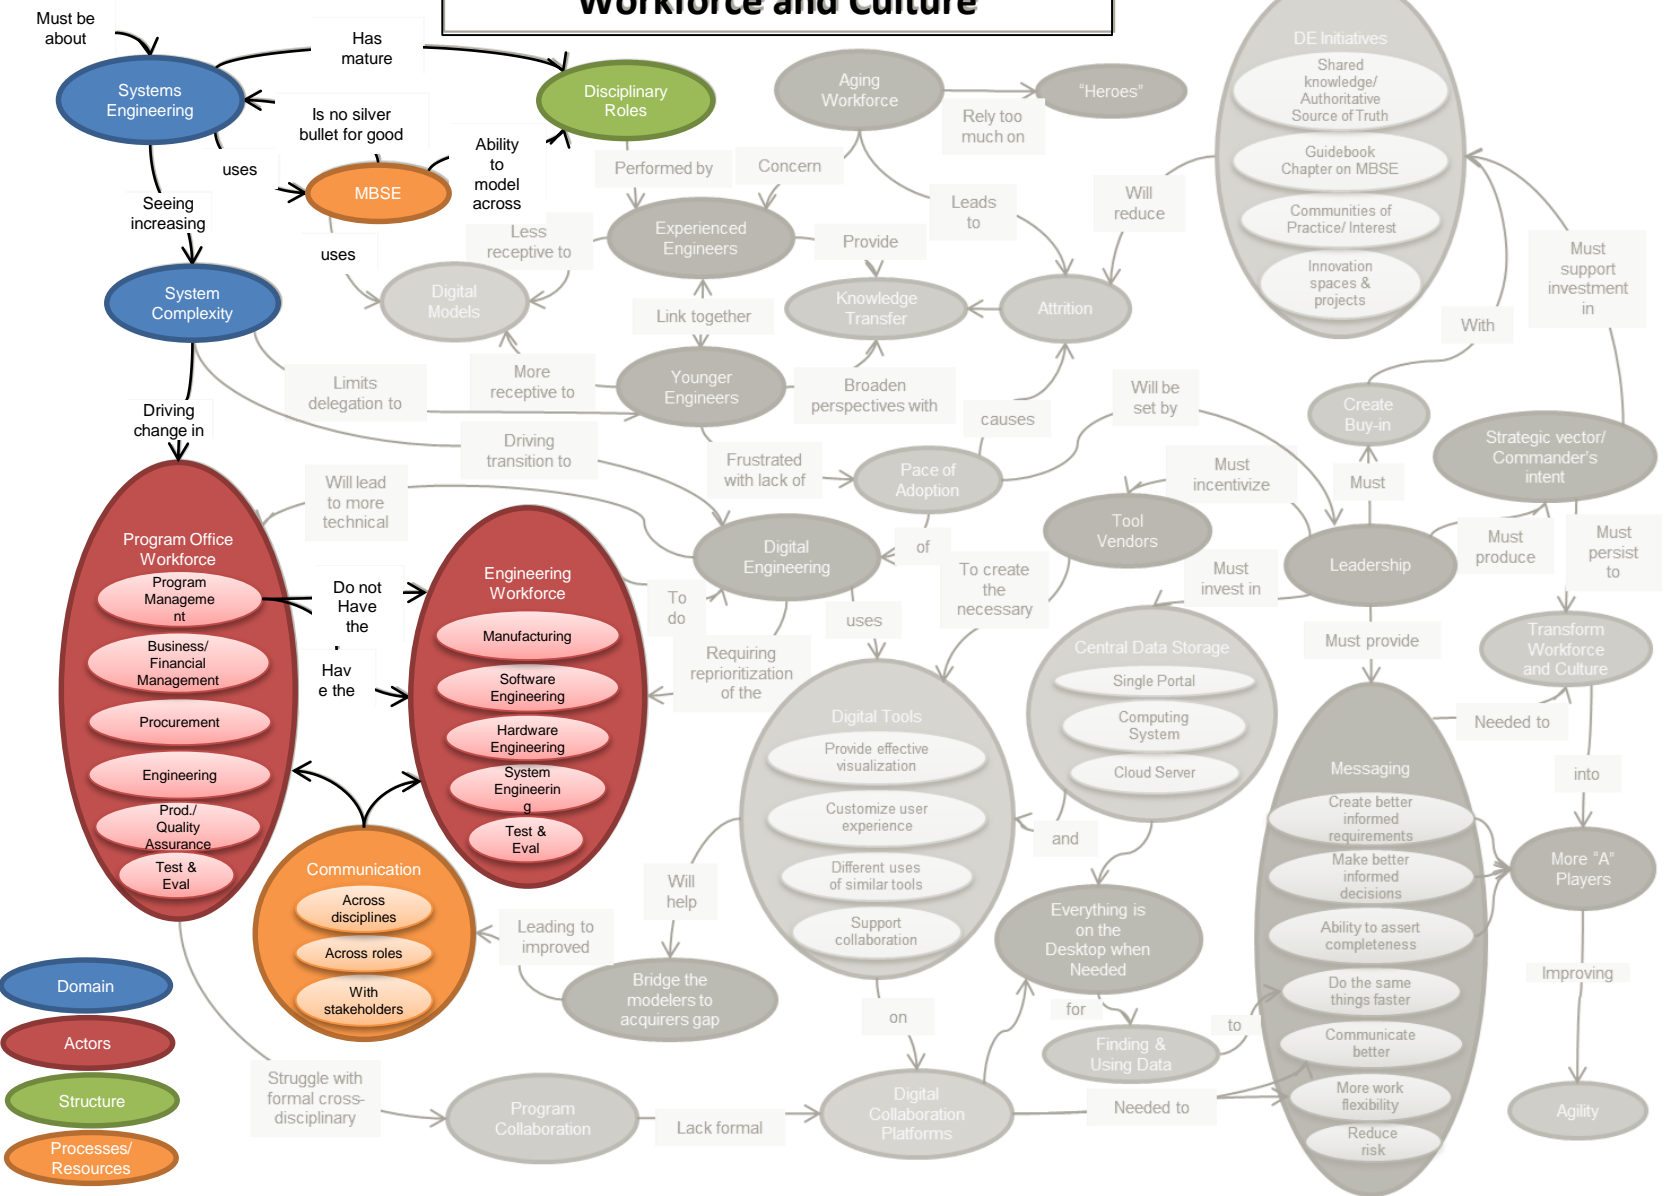 Workforce and Culture
Must be
about
Has
mature
Systems
Engineering
Disciplinary
Roles
Is no silver
bullet for good
Ability
to
model
across
uses
MBSE
Seeing
increasing
uses
System
Complexity
Driving
change in
Aging
Workforce
"Heroes"
Rely too
much on
Performed by
Concern
Experienced
Engineers
Less
receptive to
Provide
Leads
to
Will
reduce
Digital
Models
Knowledge
Transfer
Attrition
Link together
More
receptive to
Younger
Engineers
Broaden
perspectives with
Limits
delegation to
causes
Will be
set by
Driving
transition to
Frustrated
with lack of
Pace of
Adoption
Will lead
to more
technical
DE Initiatives
Shared
knowledge/
Authoritative
Source of Truth
Guidebook
Chapter on MBSE
Communities of
Practice/ Interest
Innovation
spaces &
projects
Must
support
investment
in
With
Create
Buy-in
Strategic vector/
Commander's
intent
Must
incentivize
Must
Tool
Vendors
Leadership
Must
produce
Must
persist
to
Must
invest in
Must provide
Transform
Workforce
and Culture
Digital
Engineering
of
To create
the
necessary
uses
To
do
Requiring
reprioritization
of the
Program Office
Workforce
Program
Manageme
nt
Business/
Financial
Management
Procurement
Engineering
Prod./
Quality
Assurance
Test &
Eval
Do not
Have
the
Hav
e the
Engineering
Workforce
Manufacturing
Software
Engineering
Hardware
Engineering
System
Engineerin
g
Test &
Eval
Communication
Across
disciplines
Across roles
With
stakeholders
Digital Tools
Provide effective
visualization
Customize user
experience
Different uses
of similar tools
Support
collaboration
Central Data Storage
Single Portal
Computing
System
Cloud Server
and
Will
help
Leading to
improved
Bridge the
modelers to
acquirers gap
Everything is
on the
Desktop when
Needed
on
for
to
Finding &
Using Data
Messaging
Create better
informed
requirements
Make better
informed
decisions
Ability to assert
completeness
Do the same
things faster
Communicate
better
More work
flexibility
Reduce
risk
Needed to
into
More "A"
Players
Improving
Agility
Struggle with
formal cross-
disciplinary
Program
Collaboration
Lack formal
Digital
Collaboration
Platforms
Needed to
Domain
Actors
Structure
Processes/
Resources